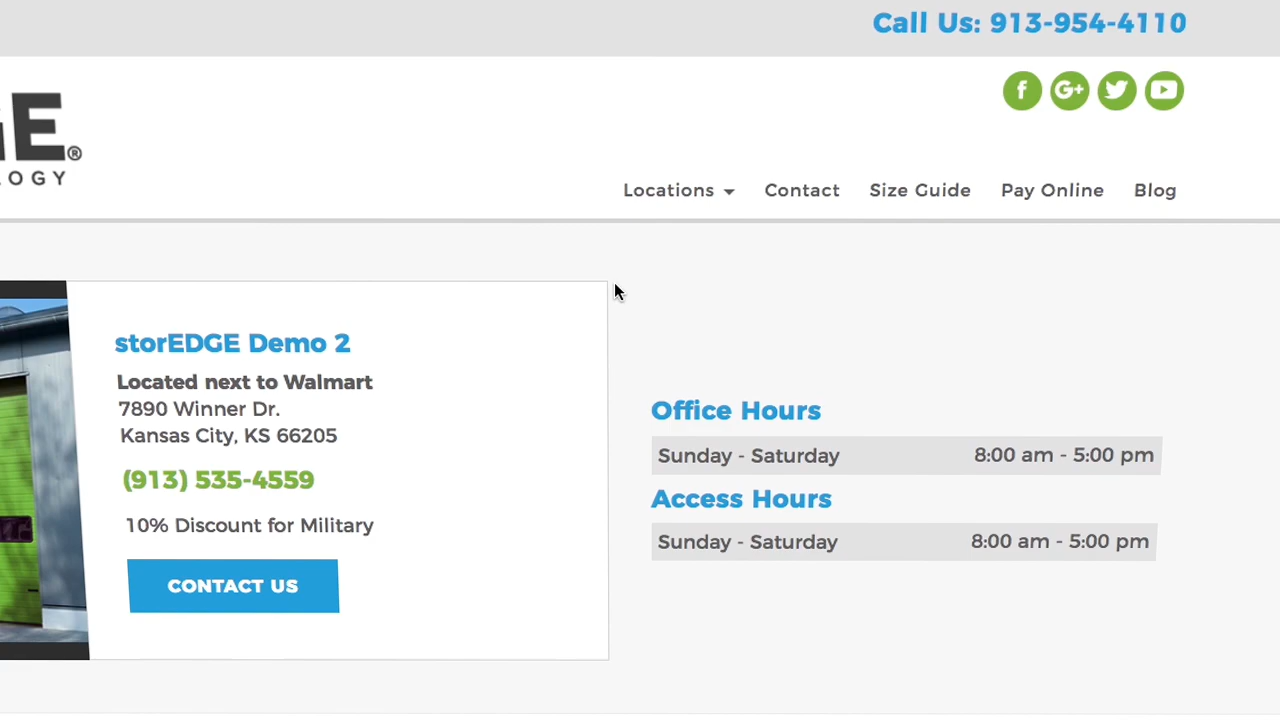 Call Us: 913-954-4110
GE®
LOGY
Locations
Contact
Size Guide
Pay Online
Blog
storEDGE Demo 2
Located next to Walmart
7890 Winner Dr.
Kansas City, KS 66205
(913) 535-4559
10% Discount for Military
CONTACT US
Office Hours
Sunday - Saturday 8:00 am - 5:00 pm
Access Hours
Sunday - Saturday 8:00 am - 5:00 pm